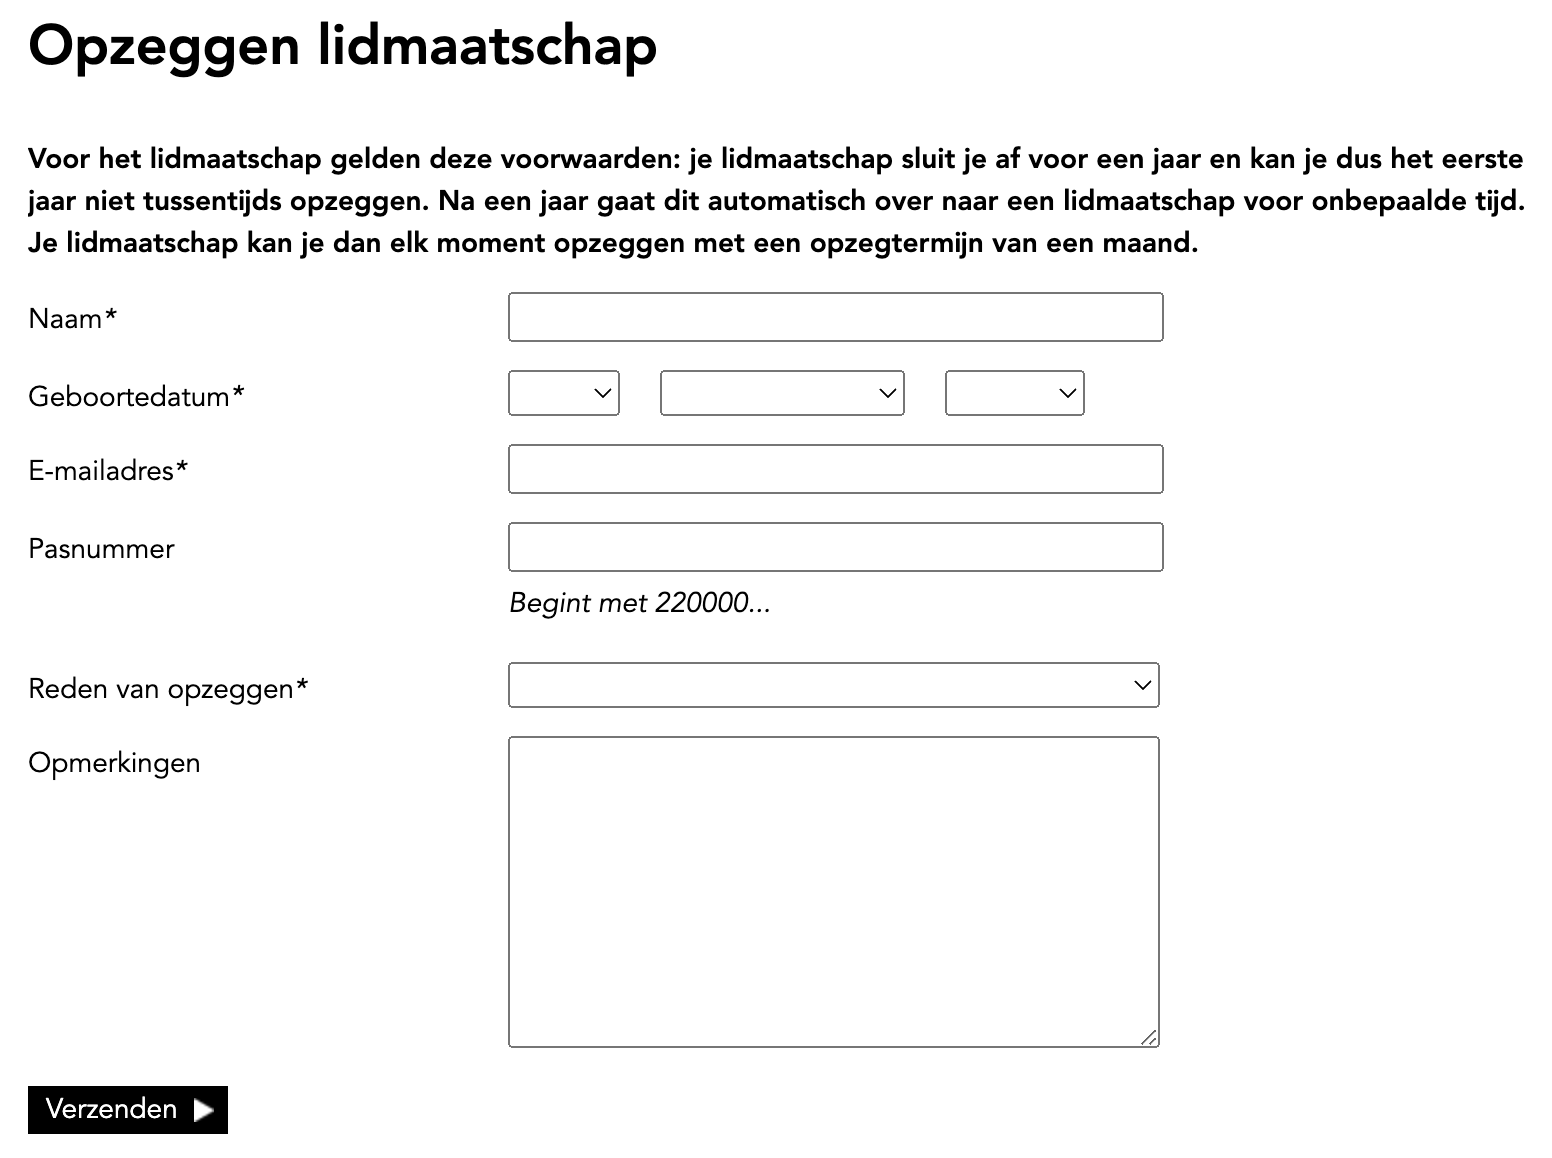 Opzeggen lidmaatschap
Voor het lidmaatschap gelden deze voorwaarden: je lidmaatschap sluit je af voor een jaar en kan je dus het eerste
jaar niet tussentijds opzeggen. Na een jaar gaat dit automatisch over naar een lidmaatschap voor onbepaalde tijd.
Je lidmaatschap kan je dan elk moment opzeggen met een opzegtermijn van een maand.
Naam*
Geboortedatum*
E-mailadres*
Pasnummer
Begint met 220000...
Reden van opzeggen*
Opmerkingen
Verzenden